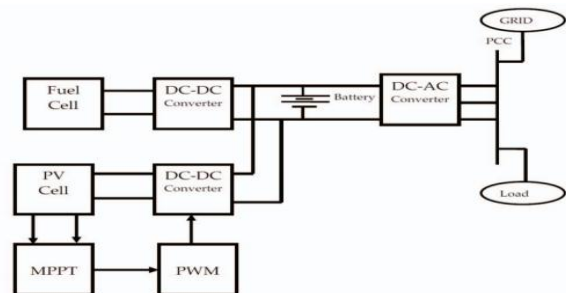 GRID
PCC
Fuel
Cell
DC-DC
Converter
Battery
DC-AC
Converter
PV
Cell
DC-DC
Converter
Load
MPPT
PWM